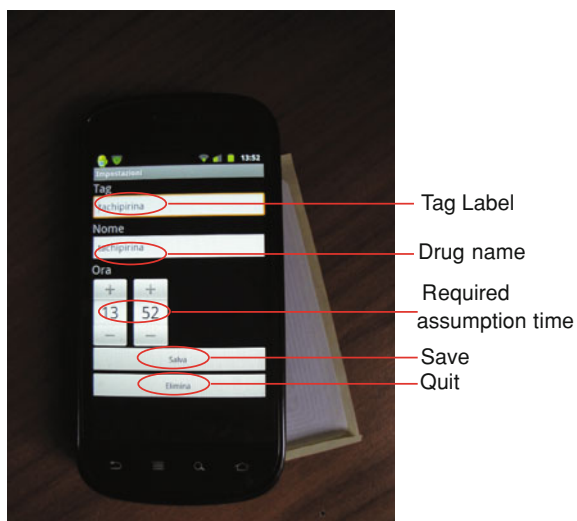 13:52
Impostazioni
Tag
tachipirina
Tag Label
Nome
tachipirina
Drug name
Ora
+ +
13 52
- -
Required
assumption time
Salva
Save
Elimina
Quit